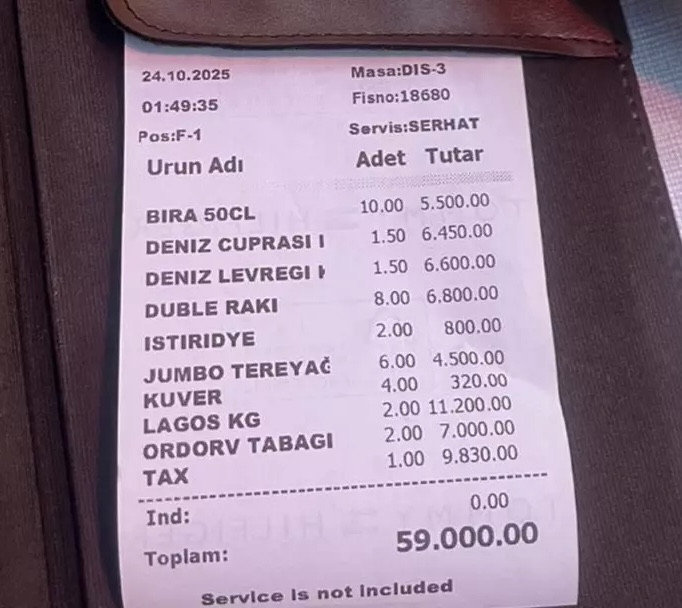 24.10.2025 Masa:DIS-3
01:49:35 Fisno:18680
Pos:F-1 Servis:SERHAT
Urun Adı Adet Tutar
BIRA 50CL 10.00 5.500.00
DENIZ CUPRASI I 1.50 6.450.00
DENIZ LEVREGI 1.50 6.600.00
DUBLE RAKI 8.00 6.800.00
ISTIRIDYE 2.00 800.00
JUMBO TEREYAĞ 6.00 4.500.00
KUVER 4.00 320.00
LAGOS KG 2.00 11.200.00
ORDORV TABAGI 2.00 7.000.00
TAX 1.00 9.830.00
Ind: 0.00
Toplam: 59.000.00
Service is not included